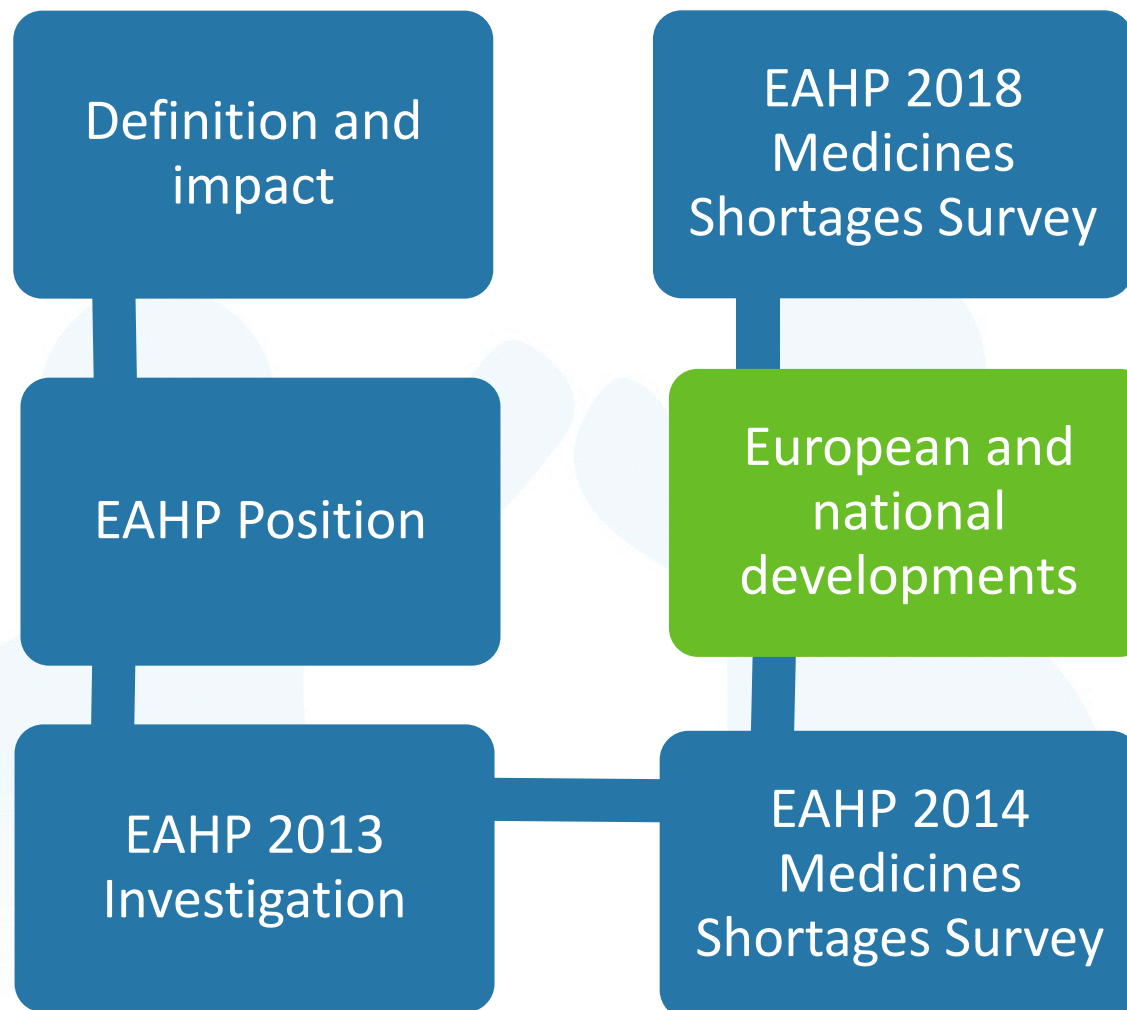 Definition and
impact
EAHP Position
EAHP 2013
Investigation
EAHP 2014
Medicines
Shortages Survey
European and
national
developments
EAHP 2018
Medicines
Shortages Survey